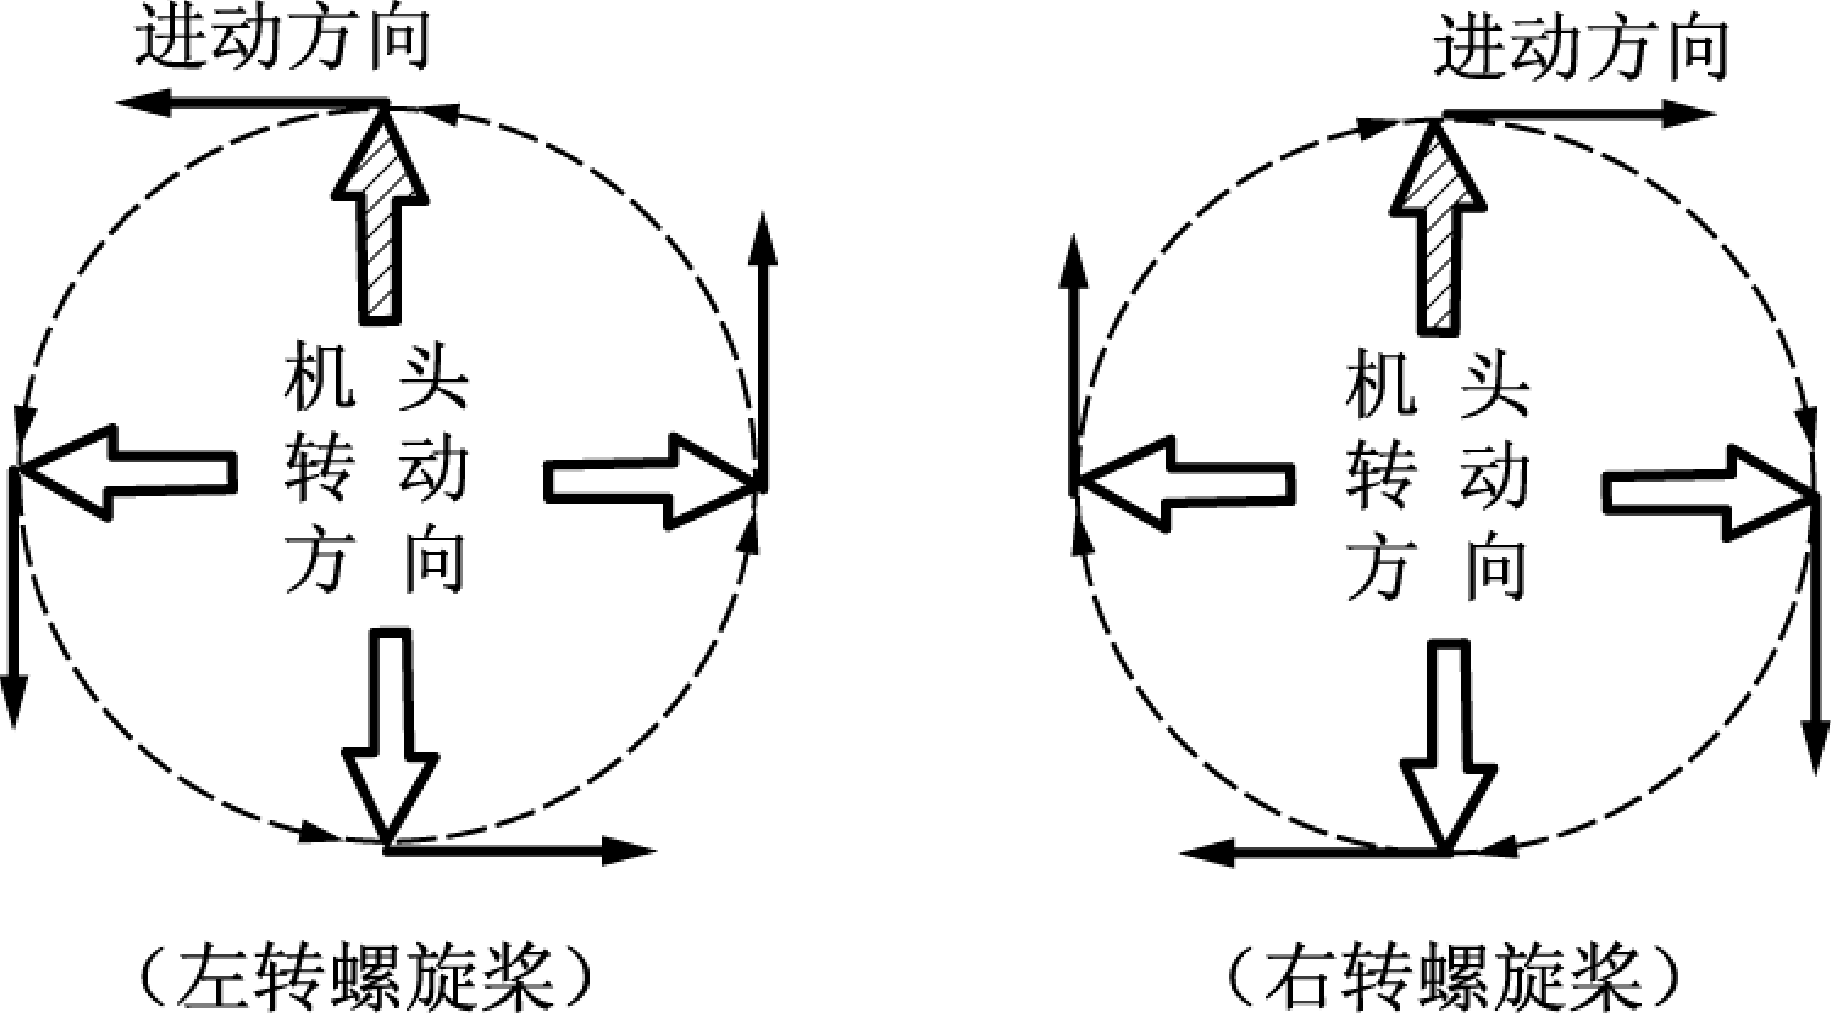 进动方向
进动方向
机 头
转 动
方 向
机 头
转 动
方 向
（左转螺旋桨）
（右转螺旋桨）